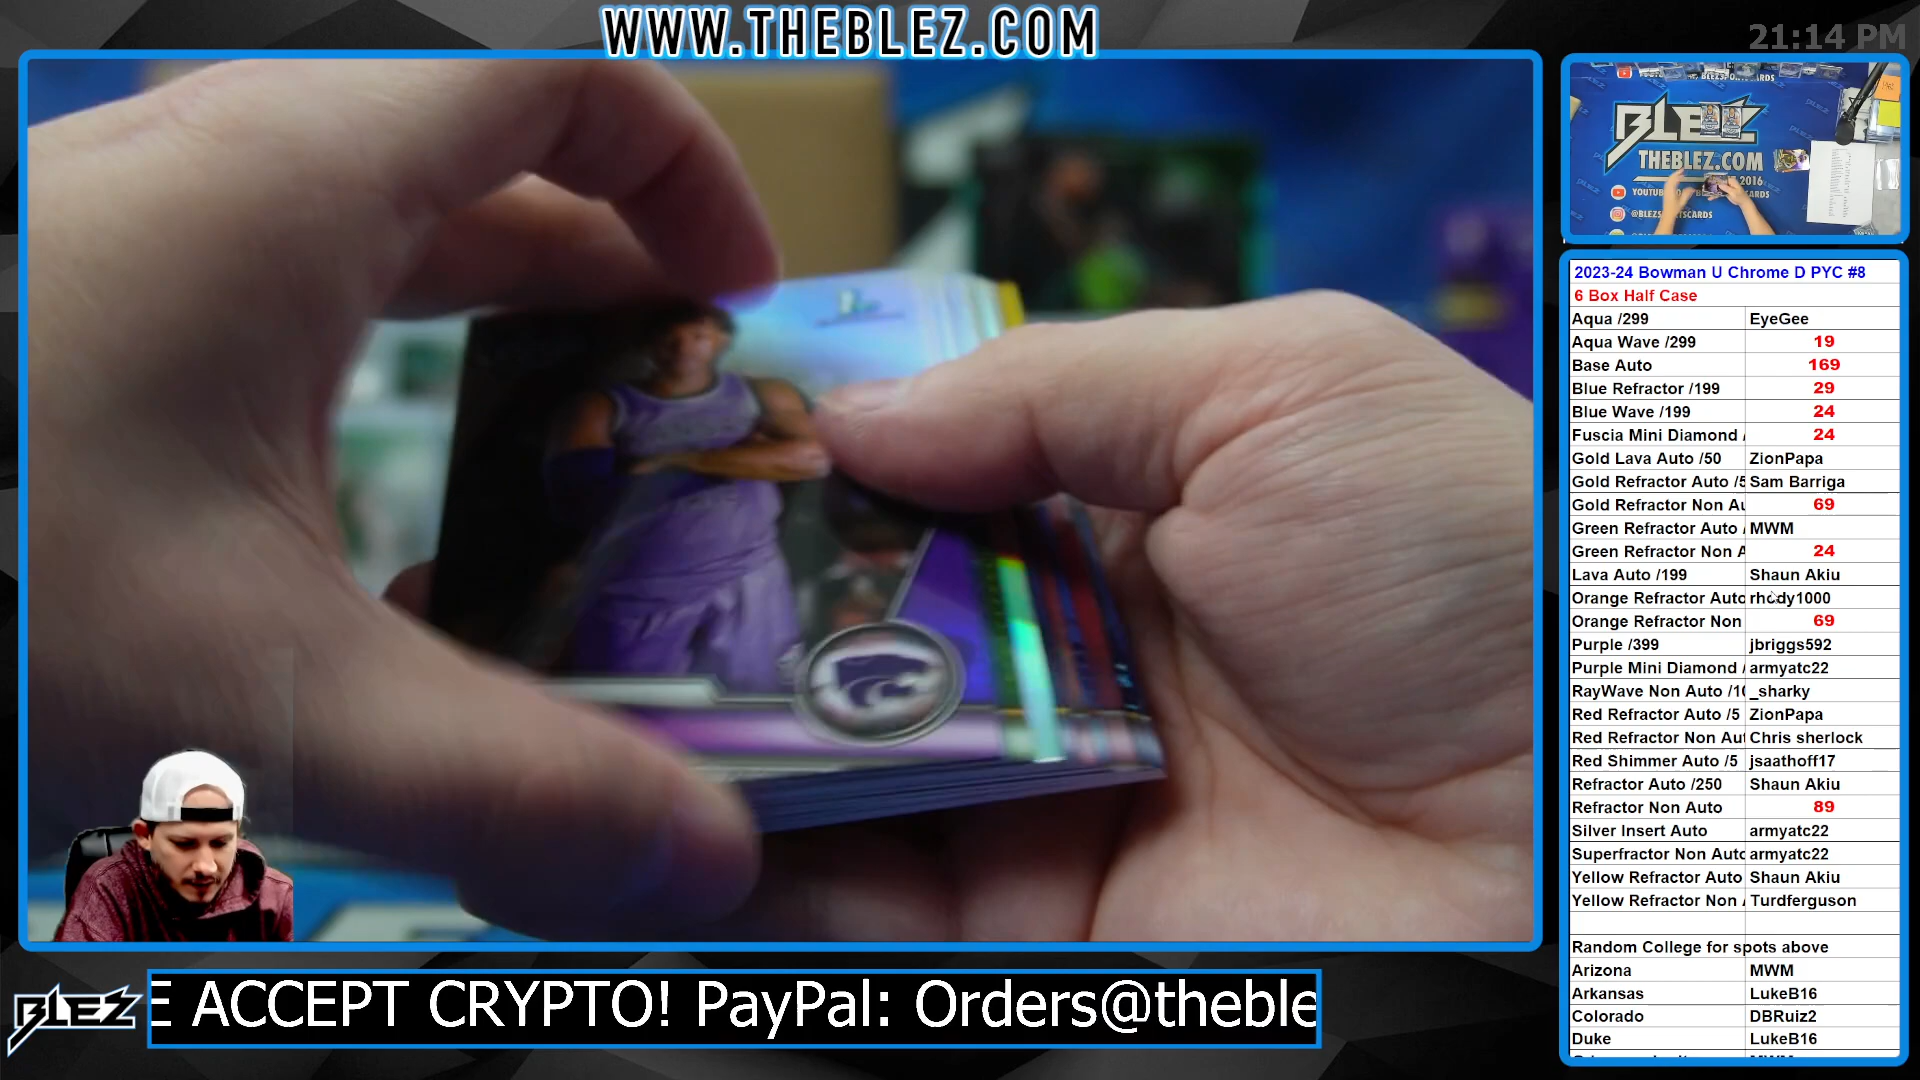 WWW.THEBLEZ.COM
21:14 PM
BLEZ
THEBLEZ.COM
2016
@BLEZSPORTSCARDS
2023-24 Bowman U Chrome D PYC #8
6 Box Half Case
Aqua /299 EyeGee
Aqua Wave /299 19
Base Auto 169
Blue Refractor /199 29
Blue Wave /199 24
Fuscia Mini Diamond / 24
Gold Lava Auto /50 ZionPapa
Gold Refractor Auto /5 Sam Barriga
Gold Refractor Non Au 69
Green Refractor Auto / MWM
Green Refractor Non A 24
Lava Auto /199 Shaun Akiu
Orange Refractor Auto rhody1000
Orange Refractor Non 69
Purple /399 jbriggs592
Purple Mini Diamond / armyatc22
RayWave Non Auto /10 _sharky
Red Refractor Auto /5 ZionPapa
Red Refractor Non Aut Chris sherlock
Red Shimmer Auto /5 jsaathoff17
Refractor Auto /250 Shaun Akiu
Refractor Non Auto 89
Silver Insert Auto armyatc22
Superfractor Non Auto armyatc22
Yellow Refractor Auto Shaun Akiu
Yellow Refractor Non / Turdferguson
Random College for spots above
Arizona MWM
Arkansas LukeB16
Colorado DBRuiz2
Duke LukeB16
BLEZ
E ACCEPT CRYPTO! PayPal: Orders@theble